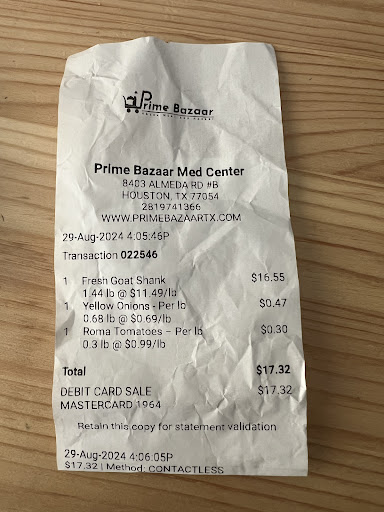 Prime Bazaar
Prime Bazaar Med Center
8403 ALMEDA RD #B
HOUSTON, TX 77054
2819741366
WWW.PRIMEBAZAARTX.COM
29-Aug-2024 4:05:46P
Transaction 022546
1 Fresh Goat Shank $16.55
1.44 lb @ $11.49/lb
1 Yellow Onions - Per lb $0.47
0.68 lb @ $0.69/lb
1 Roma Tomatoes – Per lb $0.30
0.3 lb @ $0.99/lb
Total $17.32
DEBIT CARD SALE $17.32
MASTERCARD 1964
Retain this copy for statement validation
29-Aug-2024 4:06:05P
$17.32 | Method: CONTACTLESS